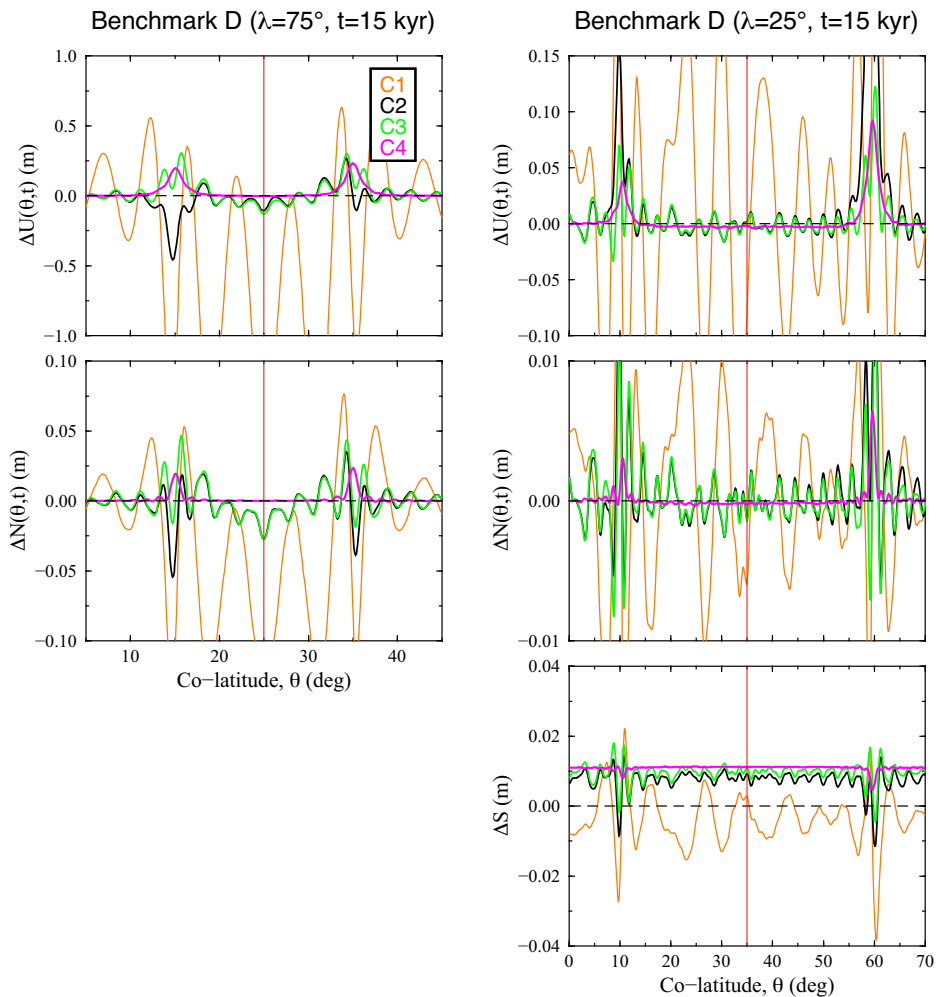 Benchmark D (λ=75°, t=15 kyr)
Benchmark D (λ=25°, t=15 kyr)
ΔU(θ,t) (m)
1.0
0.5
0.0
−0.5
−1.0
C1
C2
C3
C4
ΔU(θ,t) (m)
0.15
0.10
0.05
0.00
0.05
−0.10
ΔN(θ,t) (m)
0.10
0.05
0.00
−0.05
−0.10
10
20
30
40
Co−latitude, θ (deg)
ΔN(θ,t) (m)
0.01
0.00
−0.01
ΔS (m)
0.04
0.02
0.00
−0.02
−0.04
0
10
20
30
40
50
60
70
Co−latitude, θ (deg)